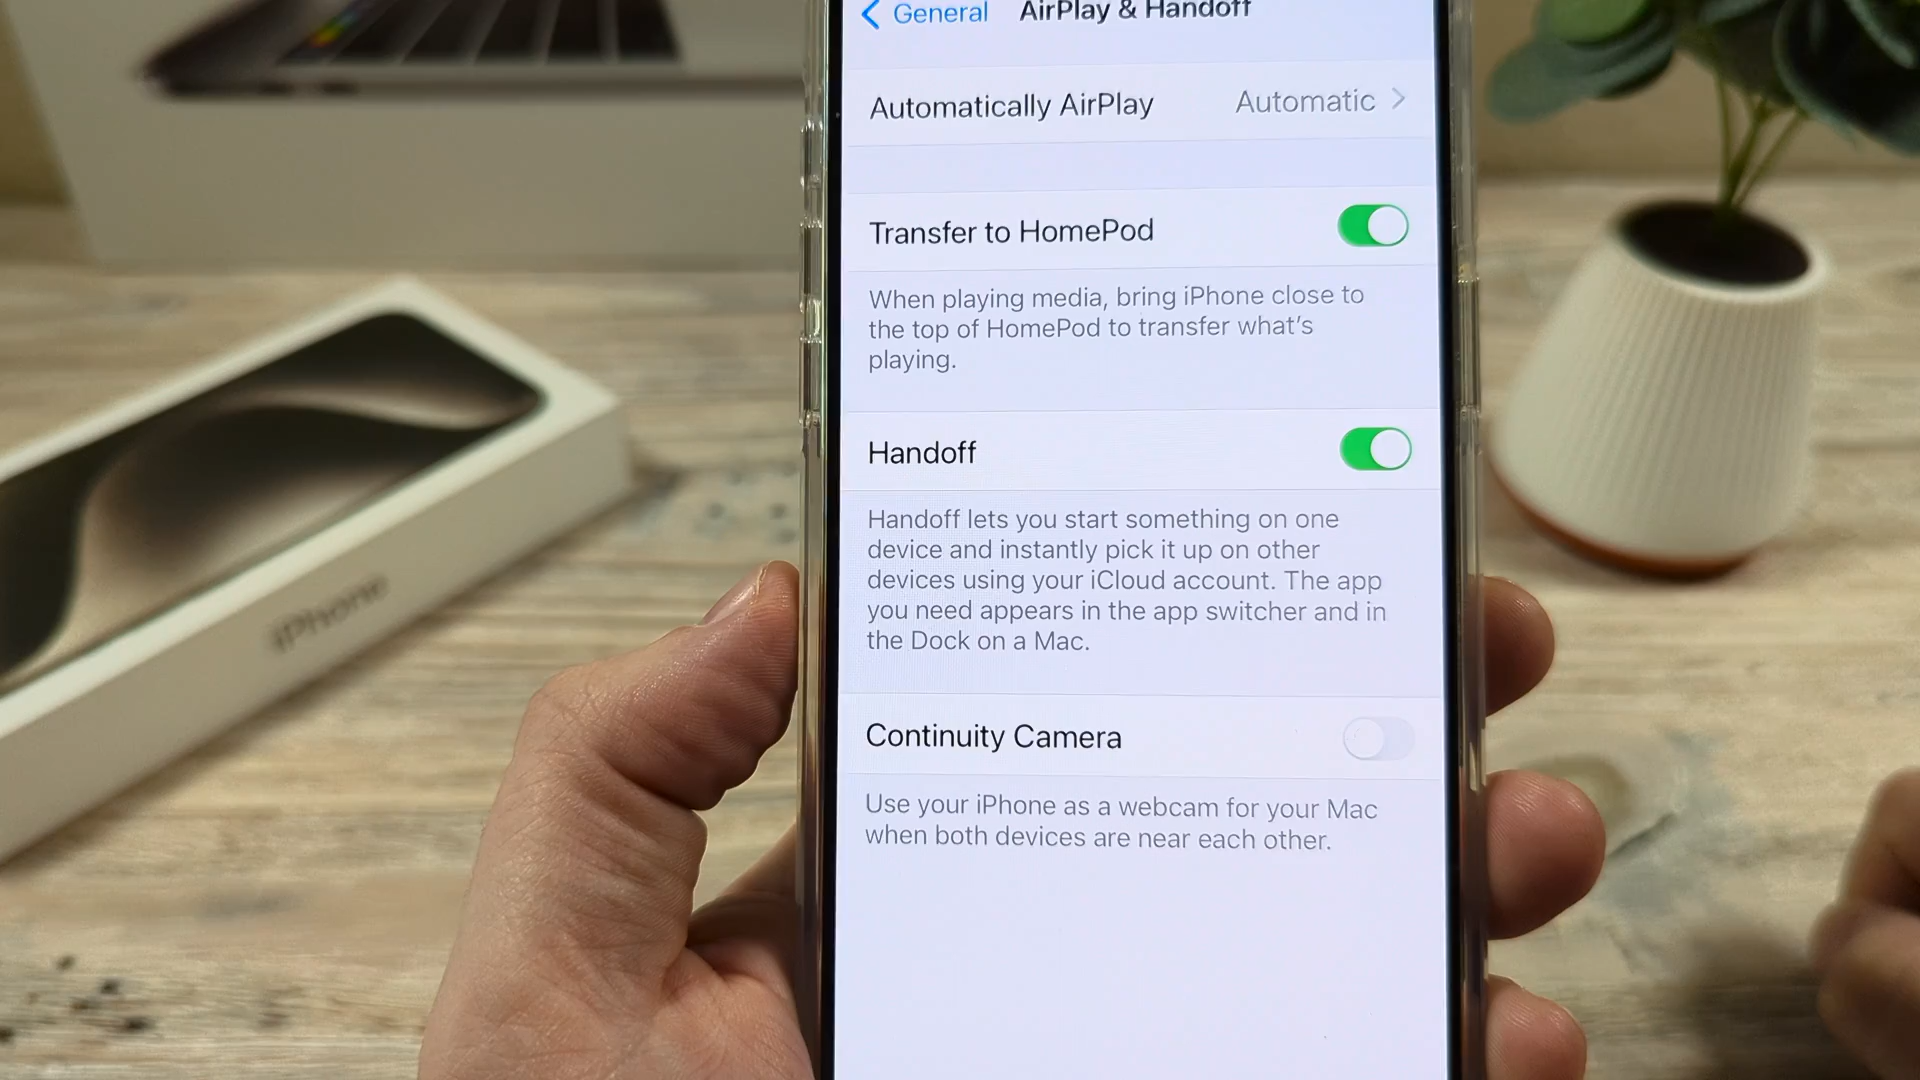 General AirPlay & Handoff
Automatically AirPlay Automatic
Transfer to HomePod
When playing media, bring iPhone close to
the top of HomePod to transfer what's
playing.
Handoff
Handoff lets you start something on one
device and instantly pick it up on other
devices using your iCloud account. The app
you need appears in the app switcher and in
the Dock on a Mac.
Continuity Camera
Use your iPhone as a webcam for your Mac
when both devices are near each other.
iPhone